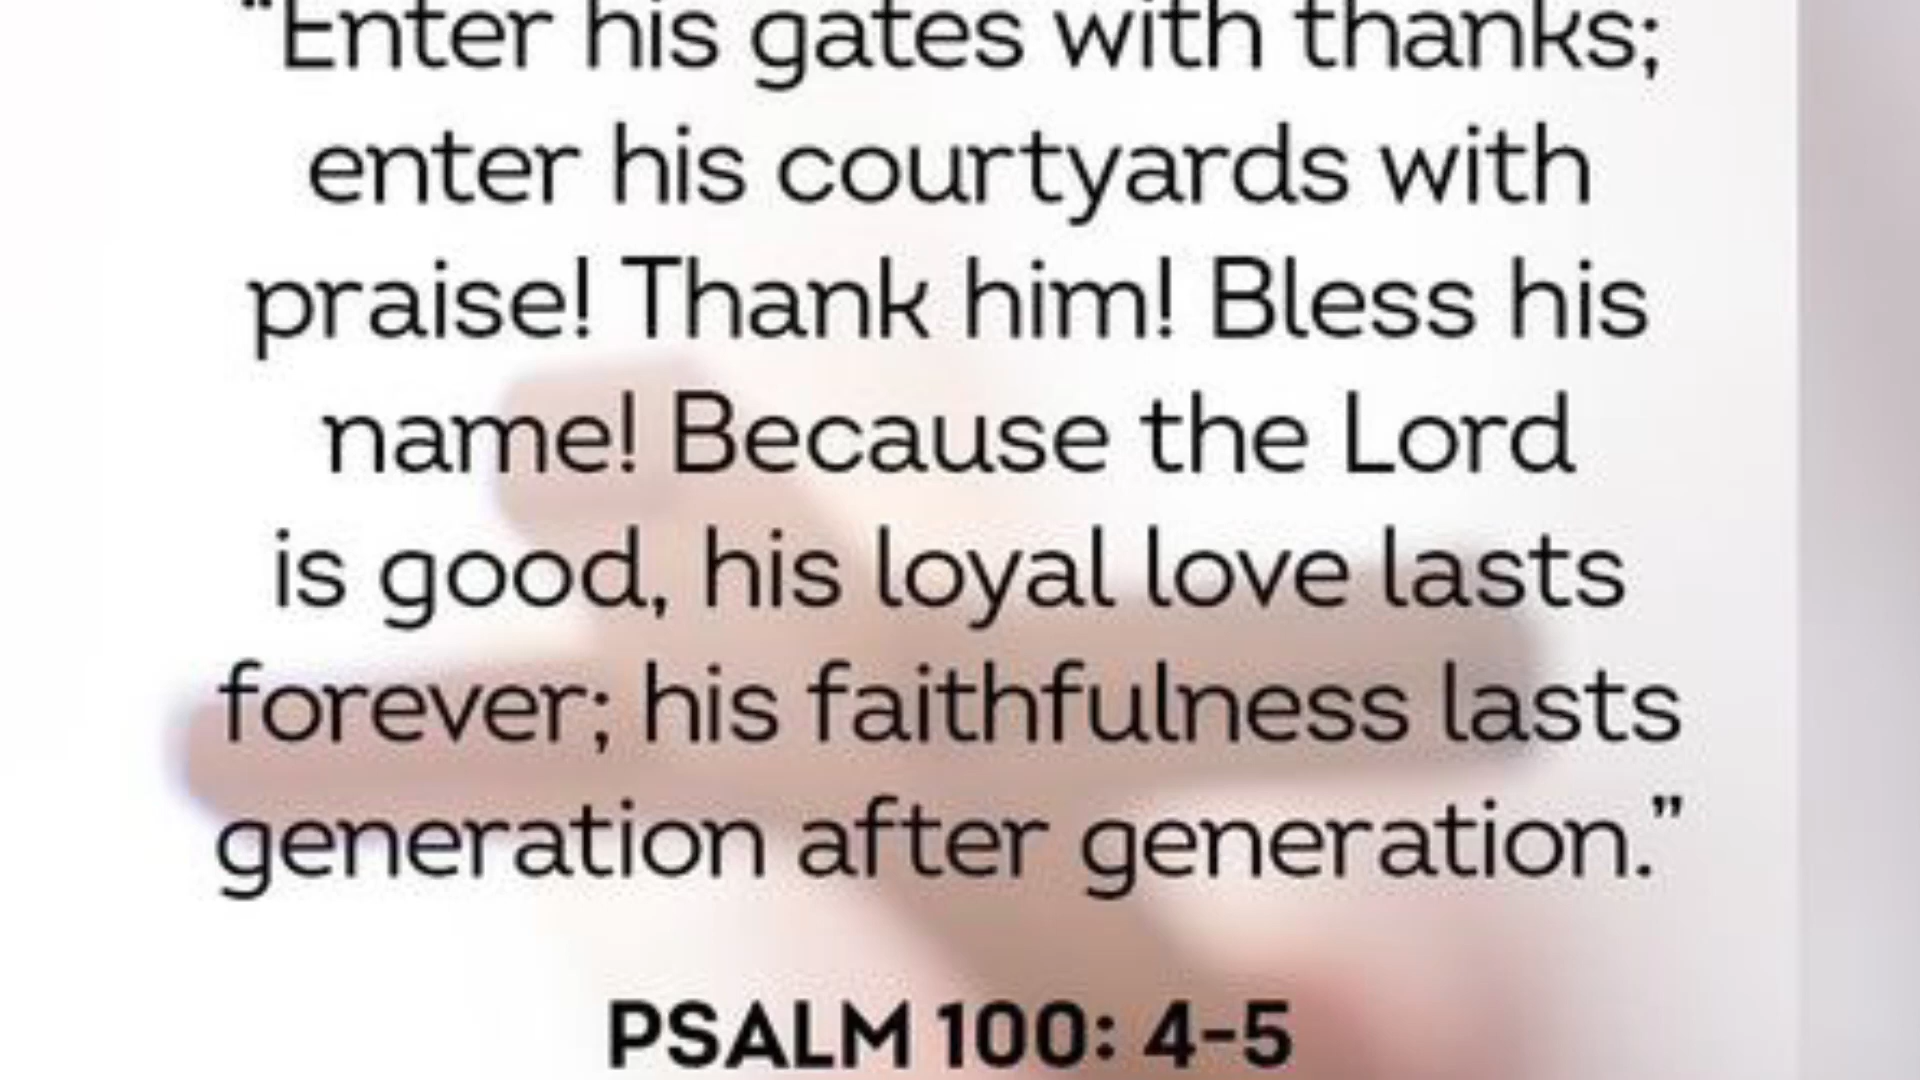 “Enter his gates with thanks;
enter his courtyards with
praise! Thank him! Bless his
name! Because the Lord
is good, his loyal love lasts
forever; his faithfulness lasts
generation after generation.”
PSALM 100: 4-5